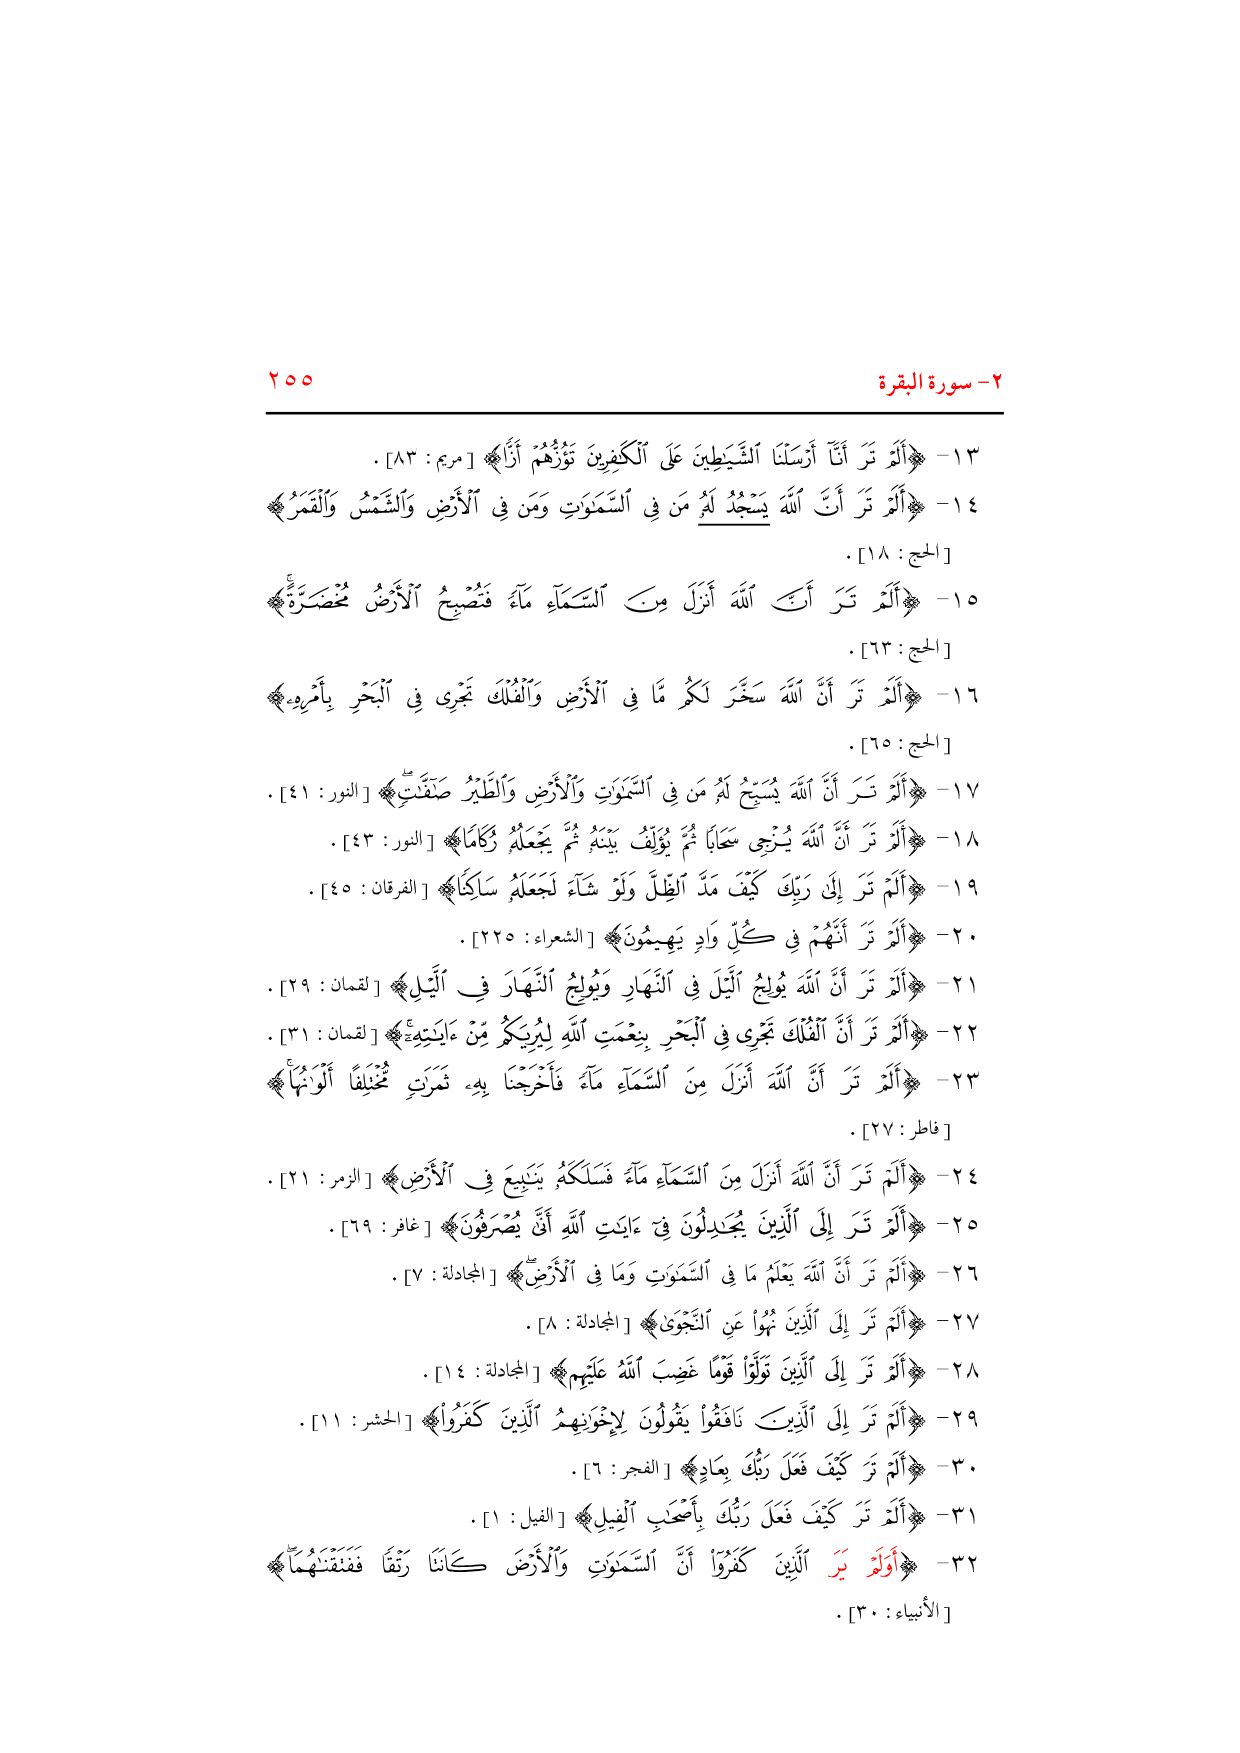 ٢- سورة البقرة ٢٥٥
١٣- ﴿أَلَمۡ تَرَ أَنَّآ أَرۡسَلۡنَا ٱلشَّيَٰطِينَ عَلَى ٱلۡكَٰفِرِينَ تَؤُزُّهُمۡ أَزّٗا﴾ [مريم: ٨٣].
١٤- ﴿أَلَمۡ تَرَ أَنَّ ٱللَّهَ يَسۡجُدُۤ لَهُۥ مَن فِي ٱلسَّمَٰوَٰتِ وَمَن فِي ٱلۡأَرۡضِ وَٱلشَّمۡسُ وَٱلۡقَمَرُ﴾
[الحج: ١٨].
١٥- ﴿أَلَمۡ تَرَ أَنَّ ٱللَّهَ أَنزَلَ مِنَ ٱلسَّمَآءِ مَآءٗ فَتُصۡبِحُ ٱلۡأَرۡضُ مُخۡضَرَّةًۚ﴾
[الحج: ٦٣].
١٦- ﴿أَلَمۡ تَرَ أَنَّ ٱللَّهَ سَخَّرَ لَكُم مَّا فِي ٱلۡأَرۡضِ وَٱلۡفُلۡكَ تَجۡرِي فِي ٱلۡبَحۡرِ بِأَمۡرِهِۦ﴾
[الحج: ٦٥].
١٧- ﴿أَلَمۡ تَرَ أَنَّ ٱللَّهَ يُسَبِّحُ لَهُۥ مَن فِي ٱلسَّمَٰوَٰتِ وَٱلۡأَرۡضِ وَٱلطَّيۡرُ صَٰٓفَّٰتٖۖ﴾ [النور: ٤١].
١٨- ﴿أَلَمۡ تَرَ أَنَّ ٱللَّهَ يُزۡجِي سَحَابٗا ثُمَّ يُؤَلِّفُ بَيۡنَهُۥ ثُمَّ يَجۡعَلُهُۥ رُكَامٗا﴾ [النور: ٤٣].
١٩- ﴿أَلَمۡ تَرَ إِلَىٰ رَبِّكَ كَيۡفَ مَدَّ ٱلظِّلَّ وَلَوۡ شَآءَ لَجَعَلَهُۥ سَاكِنٗا﴾ [الفرقان: ٤٥].
٢٠- ﴿أَلَمۡ تَرَ أَنَّهُمۡ فِي كُلِّ وَادٖ يَهِيمُونَ﴾ [الشعراء: ٢٢٥].
٢١- ﴿أَلَمۡ تَرَ أَنَّ ٱللَّهَ يُولِجُ ٱلَّيۡلَ فِي ٱلنَّهَارِ وَيُولِجُ ٱلنَّهَارَ فِي ٱلَّيۡلِ﴾ [لقمان: ٢٩].
٢٢- ﴿أَلَمۡ تَرَ أَنَّ ٱلۡفُلۡكَ تَجۡرِي فِي ٱلۡبَحۡرِ بِنِعۡمَتِ ٱللَّهِ لِيُرِيَكُم مِّنۡ ءَايَٰتِهِۦٓۚ﴾ [لقمان: ٣١].
٢٣- ﴿أَلَمۡ تَرَ أَنَّ ٱللَّهَ أَنزَلَ مِنَ ٱلسَّمَآءِ مَآءٗ فَأَخۡرَجۡنَا بِهِۦ ثَمَرَٰتٖ مُّخۡتَلِفًا أَلۡوَٰنُهَاۚ﴾
[فاطر: ٢٧].
٢٤- ﴿أَلَمۡ تَرَ أَنَّ ٱللَّهَ أَنزَلَ مِنَ ٱلسَّمَآءِ مَآءٗ فَسَلَكَهُۥ يَنَٰبِيعَ فِي ٱلۡأَرۡضِ﴾ [الزمر: ٢١].
٢٥- ﴿أَلَمۡ تَرَ إِلَى ٱلَّذِينَ يُجَٰدِلُونَ فِيٓ ءَايَٰتِ ٱللَّهِ أَنَّىٰ يُصۡرَفُونَ﴾ [غافر: ٦٩].
٢٦- ﴿أَلَمۡ تَرَ أَنَّ ٱللَّهَ يَعۡلَمُ مَا فِي ٱلسَّمَٰوَٰتِ وَمَا فِي ٱلۡأَرۡضِۖ﴾ [المجادلة: ٧].
٢٧- ﴿أَلَمۡ تَرَ إِلَى ٱلَّذِينَ نُهُواْ عَنِ ٱلنَّجۡوَىٰ﴾ [المجادلة: ٨].
٢٨- ﴿أَلَمۡ تَرَ إِلَى ٱلَّذِينَ تَوَلَّوۡاْ قَوۡمًا غَضِبَ ٱللَّهُ عَلَيۡهِم﴾ [المجادلة: ١٤].
٢٩- ﴿أَلَمۡ تَرَ إِلَى ٱلَّذِينَ نَافَقُواْ يَقُولُونَ لِإِخۡوَٰنِهِمُ ٱلَّذِينَ كَفَرُواْ﴾ [الحشر: ١١].
٣٠- ﴿أَلَمۡ تَرَ كَيۡفَ فَعَلَ رَبُّكَ بِعَادٍ﴾ [الفجر: ٦].
٣١- ﴿أَلَمۡ تَرَ كَيۡفَ فَعَلَ رَبُّكَ بِأَصۡحَٰبِ ٱلۡفِيلِ﴾ [الفيل: ١].
٣٢- ﴿أَوَلَمۡ يَرَ ٱلَّذِينَ كَفَرُوٓاْ أَنَّ ٱلسَّمَٰوَٰتِ وَٱلۡأَرۡضَ كَانَتَا رَتۡقٗا فَفَتَقۡنَٰهُمَاۖ﴾
[الأنبياء: ٣٠].